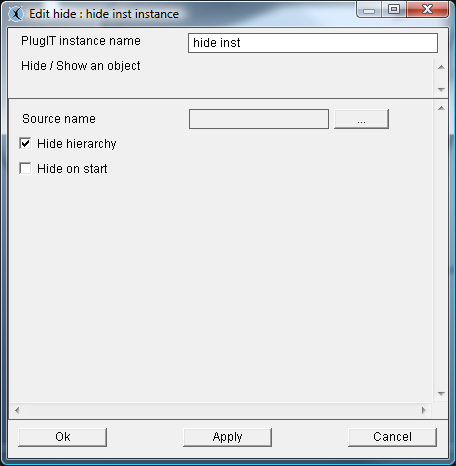 Edit hide : hide inst instance
PlugIT instance name
hide inst
Hide / Show an object
Source name
...
Hide hierarchy
Hide on start
Ok
Apply
Cancel